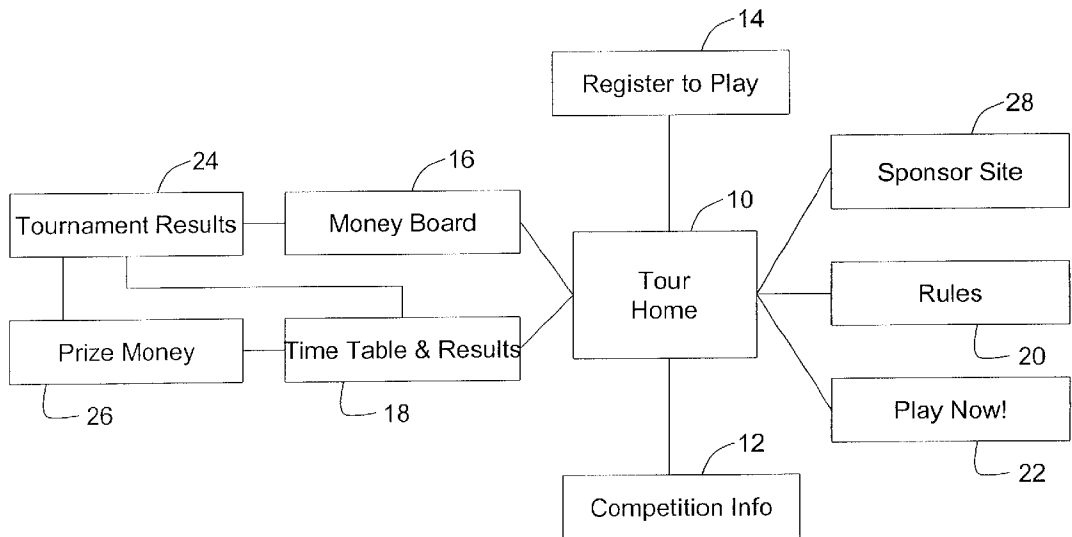 14
Register to Play
28
Sponsor Site
24
Tournament Results
16
Money Board
10
Tour
Home
Rules
20
Prize Money
26
Time Table & Results
18
Play Now!
22
12
Competition Info